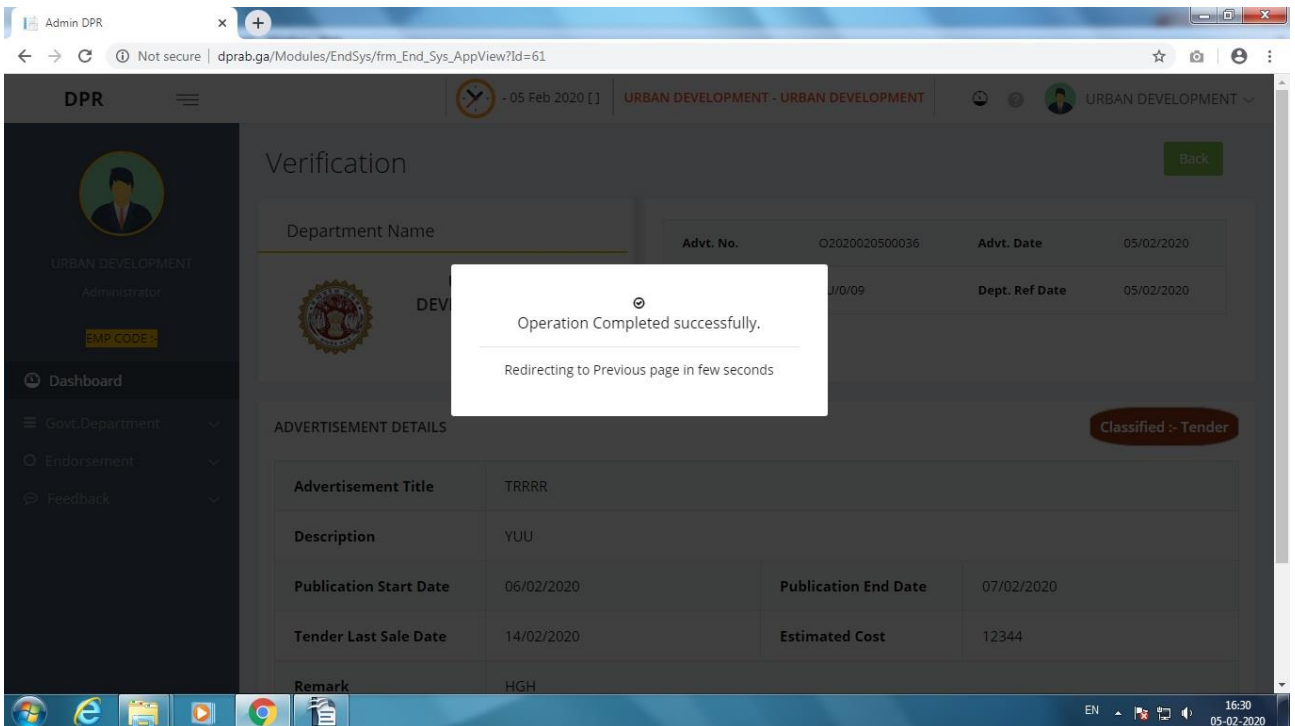 Admin DPR
Not secure | dprab.ga/Modules/EndSys/frm_End_Sys_AppView?Id=61
DPR
- 05 Feb 2020 [ ]
URBAN DEVELOPMENT - URBAN DEVELOPMENT
URBAN DEVELOPMENT
Verification
Back
URBAN DEVELOPMENT
Administrator
EMP CODE :-
Dashboard
Govt.Department
Endorsement
Feedback
Department Name
DEV
Advt. No. O2020020500036 Advt. Date 05/02/2020
/0/09 Dept. Ref Date 05/02/2020
Operation Completed successfully.
Redirecting to Previous page in few seconds
ADVERTISEMENT DETAILS
Classified :- Tender
Advertisement Title TRRRR
Description YUU
Publication Start Date 06/02/2020 Publication End Date 07/02/2020
Tender Last Sale Date 14/02/2020 Estimated Cost 12344
Remark HGH
EN
16:30
05-02-2020